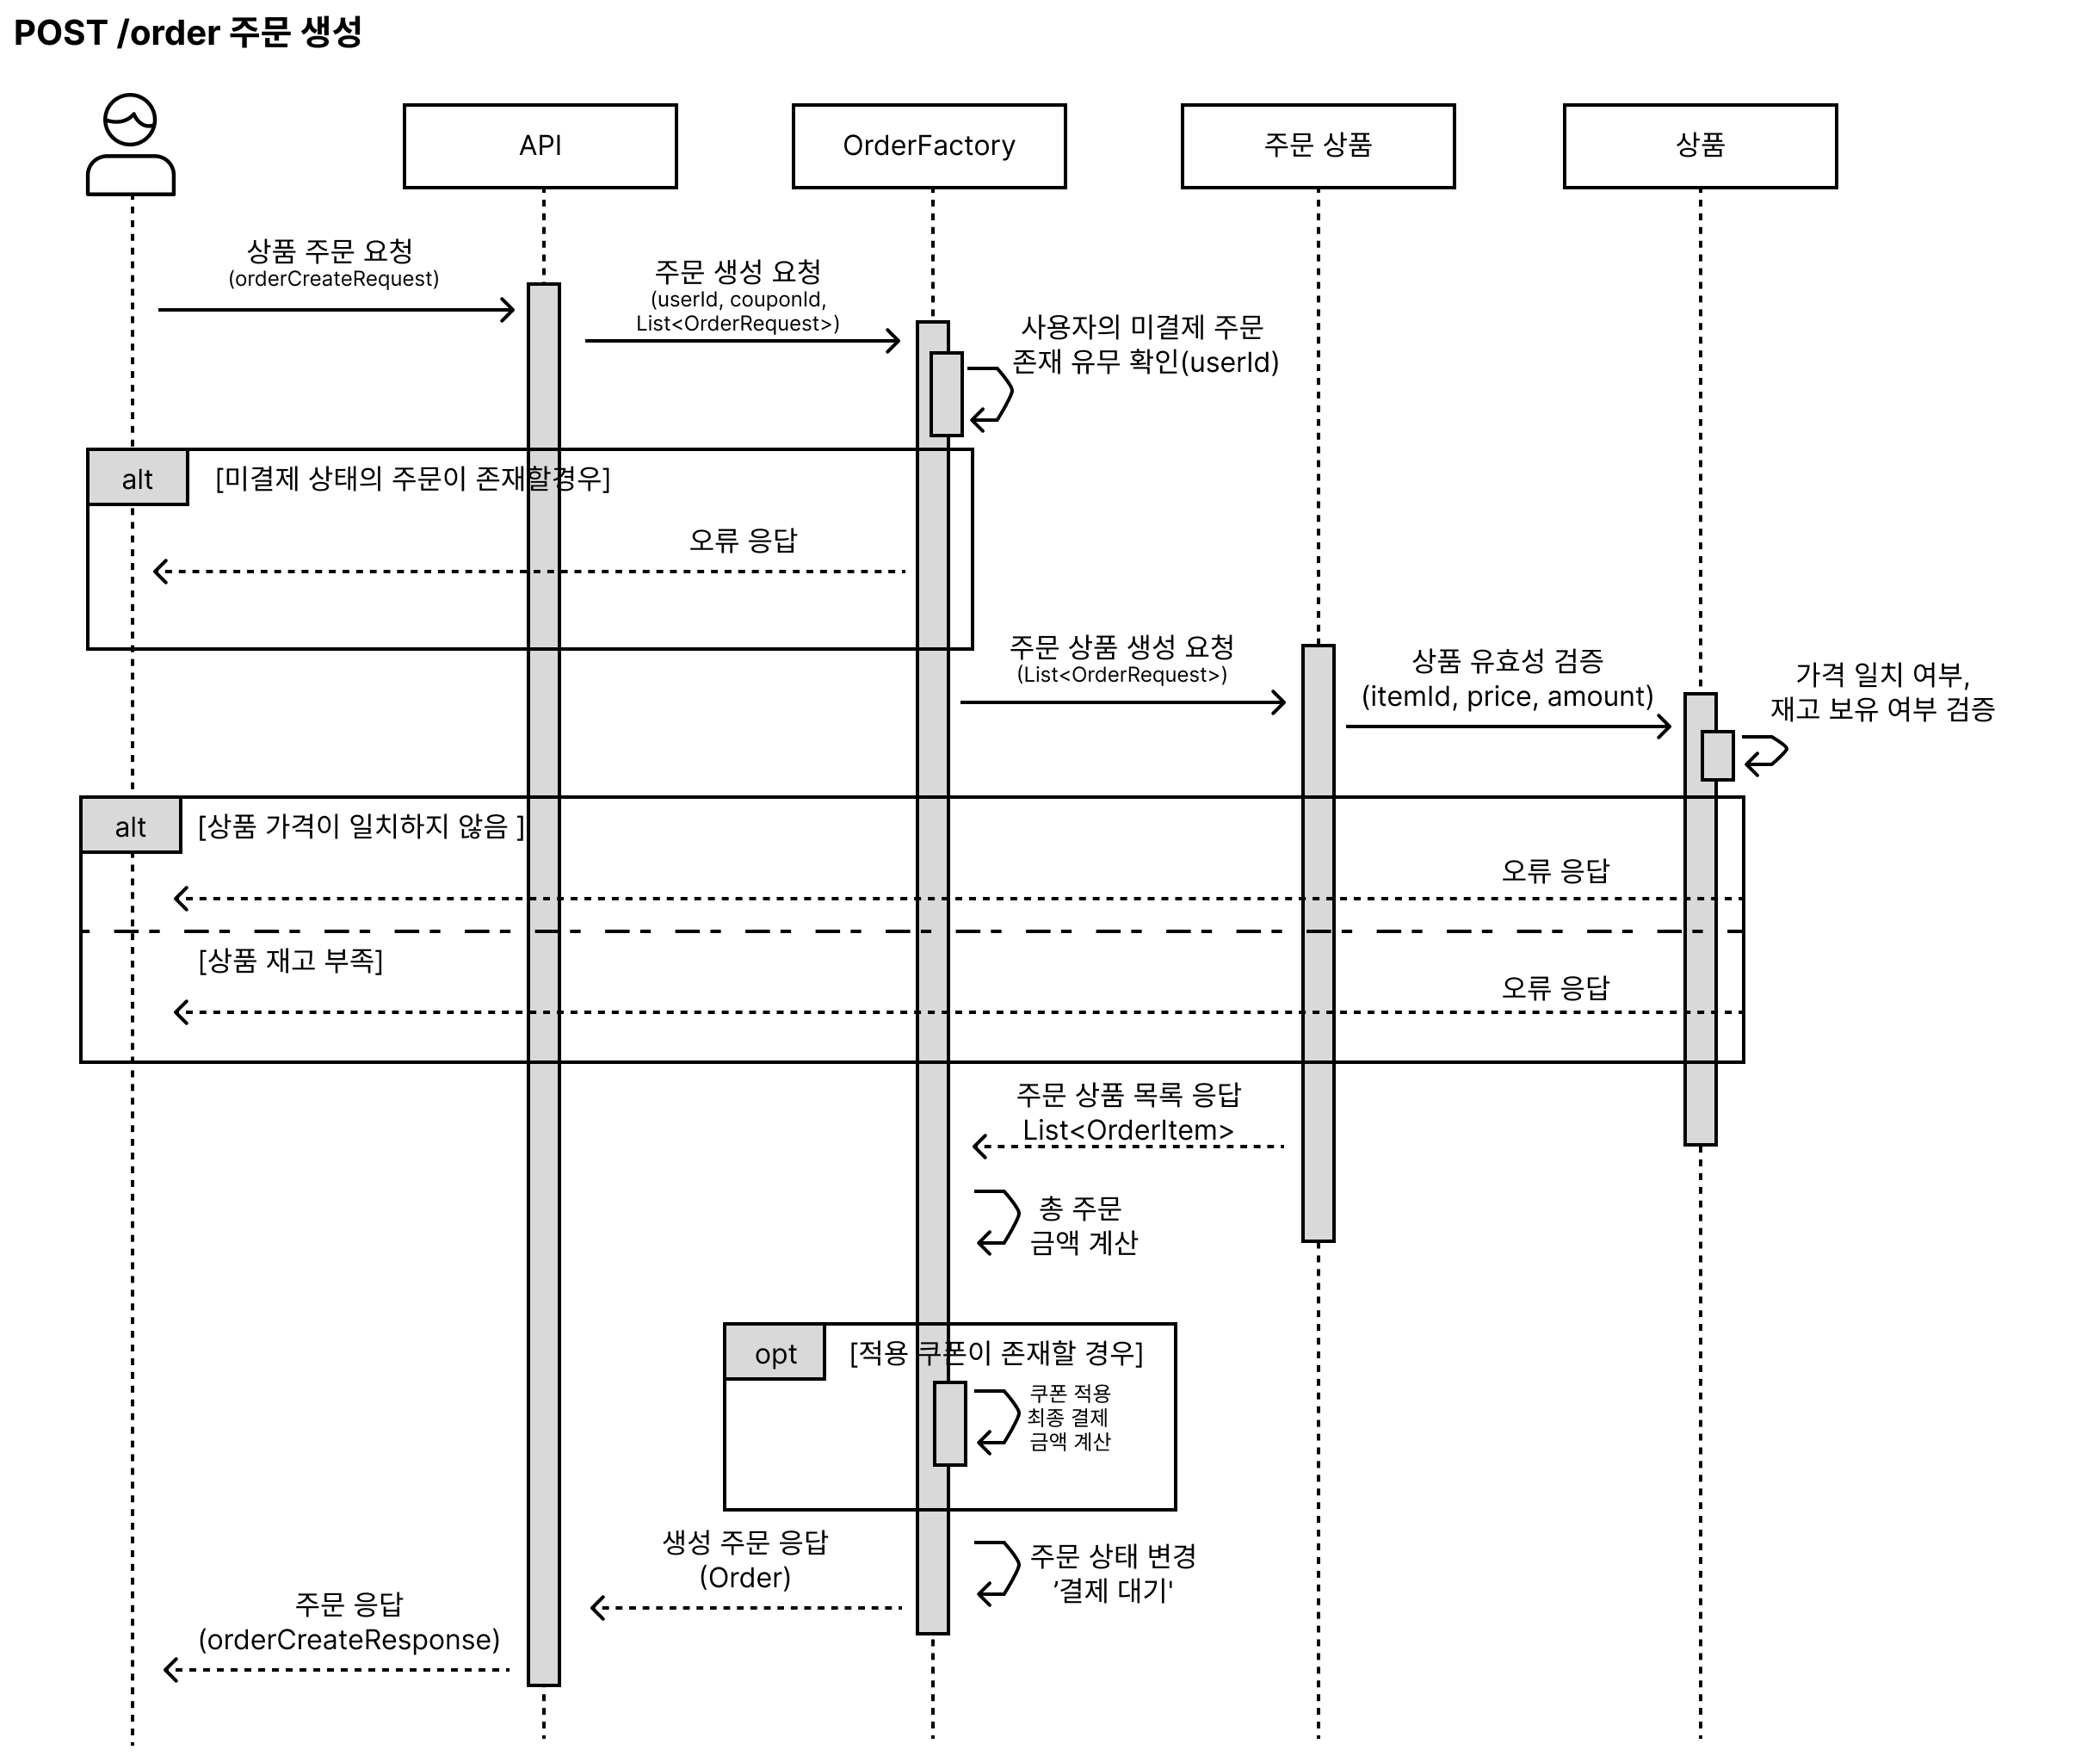 POST /order 주문 생성
API
OrderFactory
주문 상품
상품
상품 주문 요청
(orderCreateRequest)
주문 생성 요청
(userId, couponId,
List<OrderRequest>)
사용자의 미결제 주문
존재 유무 확인(userId)
alt
[미결제 상태의 주문이 존재할경우]
오류 응답
주문 상품 생성 요청
(List<OrderRequest>)
상품 유효성 검증
(itemId, price, amount)
가격 일치 여부,
재고 보유 여부 검증
alt
[상품 가격이 일치하지 않음 ]
오류 응답
[상품 재고 부족]
오류 응답
주문 상품 목록 응답
List<OrderItem>
총 주문
금액 계산
opt
[적용 쿠폰이 존재할 경우]
쿠폰 적용
최종 결제
금액 계산
생성 주문 응답
(Order)
주문 상태 변경
'결제 대기'
주문 응답
(orderCreateResponse)